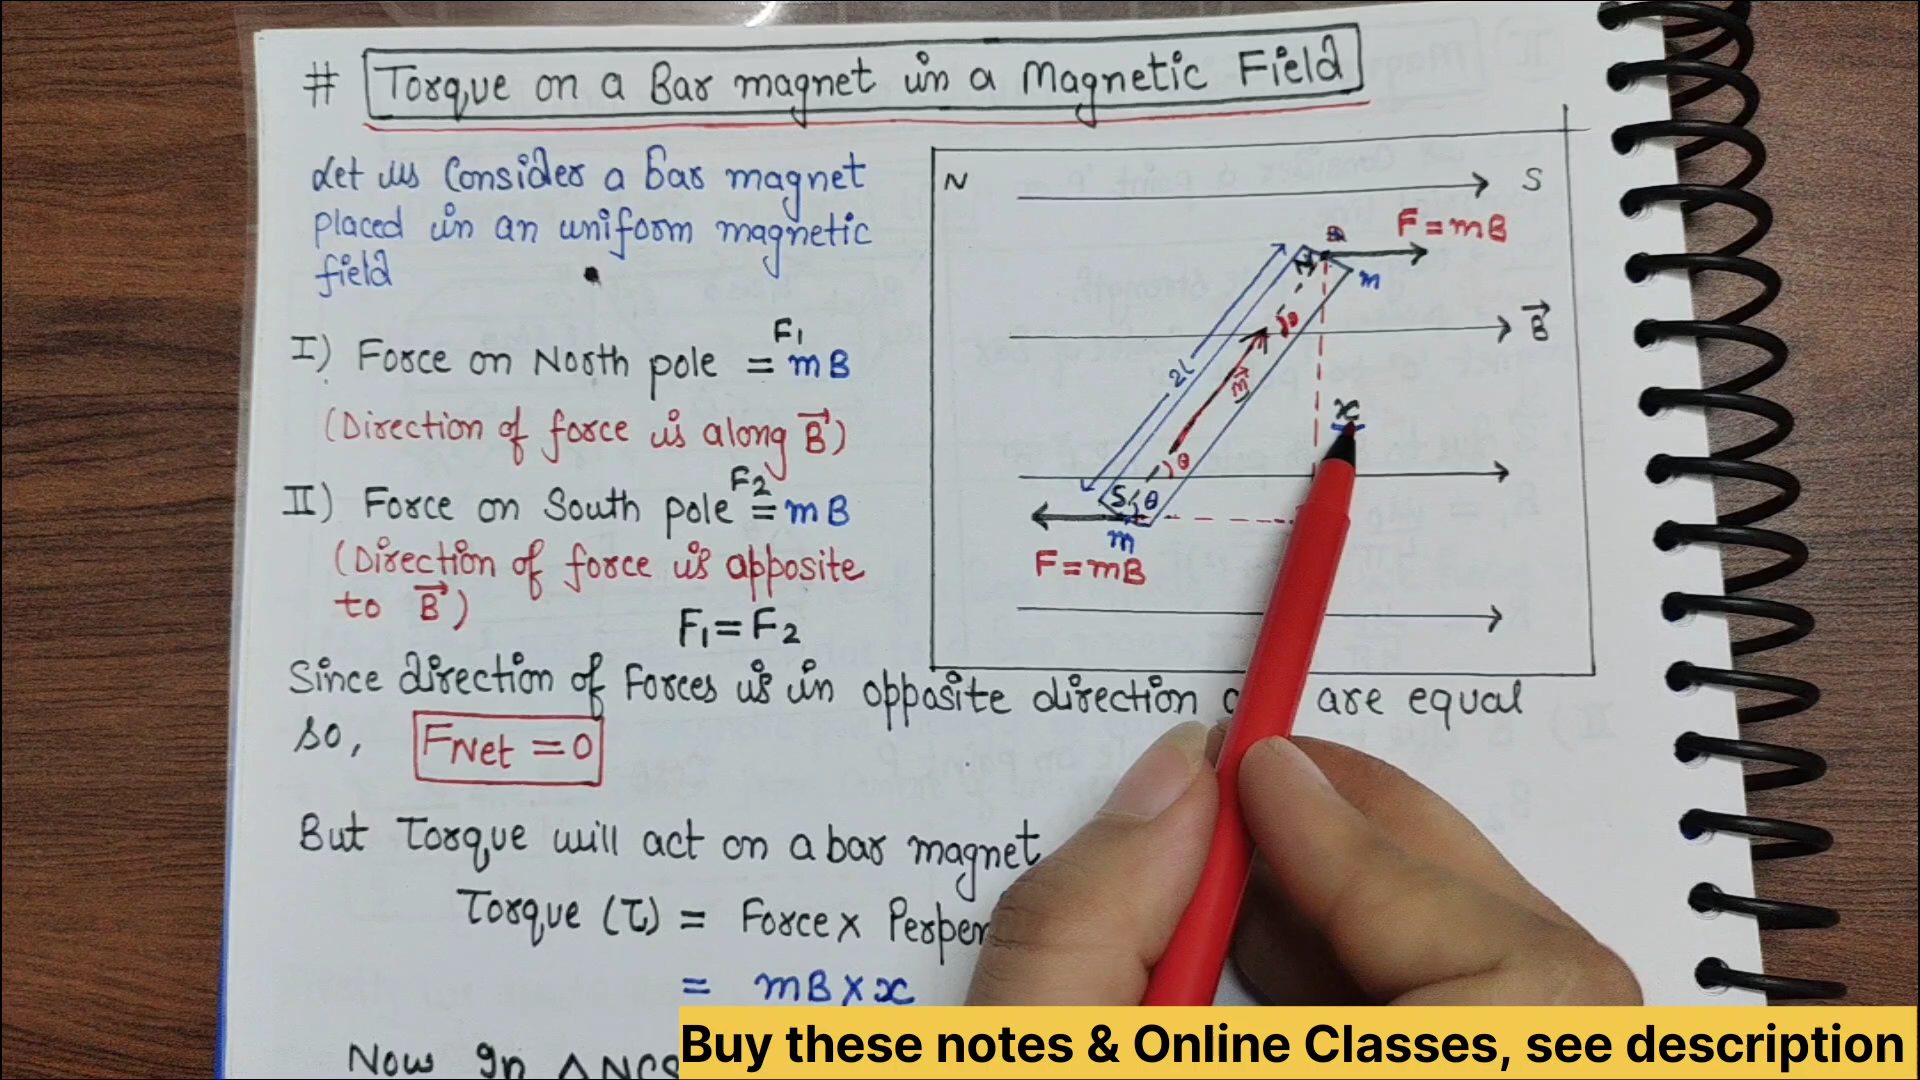 # Torque on a Bar magnet in a Magnetic Field
Let us Consider a bar magnet
placed in an uniform magnetic
field
I) Force on North pole = mB
F1
(Direction of force is along B⃗)
II) Force on South pole = mB
F2
(Direction of force is opposite
to B⃗)
F1 = F2
Since direction of Forces is in opposite direction are equal
so, FNet = 0
But Torque will act on a bar magnet
Torque (τ) = Force x
= mB x x
Now In
N
S
F = mB
N
m
B⃗
θ
2l
M⃗
x
θ
S
θ
m
F = mB
Buy these notes & Online Classes, see description